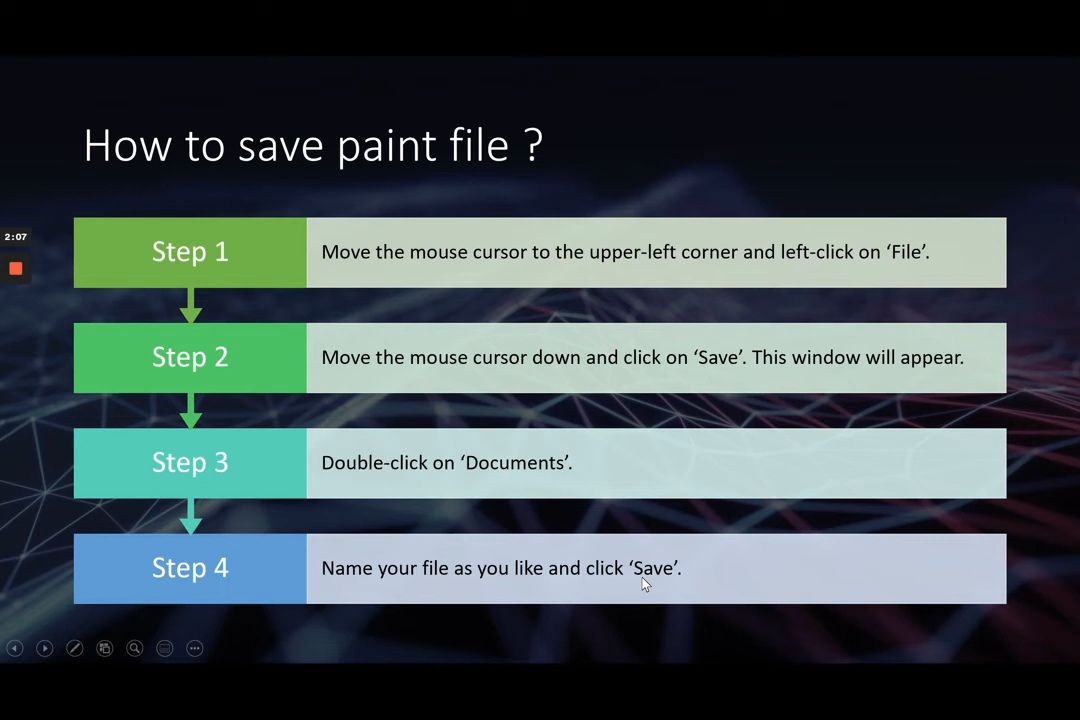 How to save paint file ?
2:07
Step 1
Move the mouse cursor to the upper-left corner and left-click on ‘File’.
Step 2
Move the mouse cursor down and click on ‘Save’. This window will appear.
Step 3
Double-click on ‘Documents’.
Step 4
Name your file as you like and click ‘Save’.